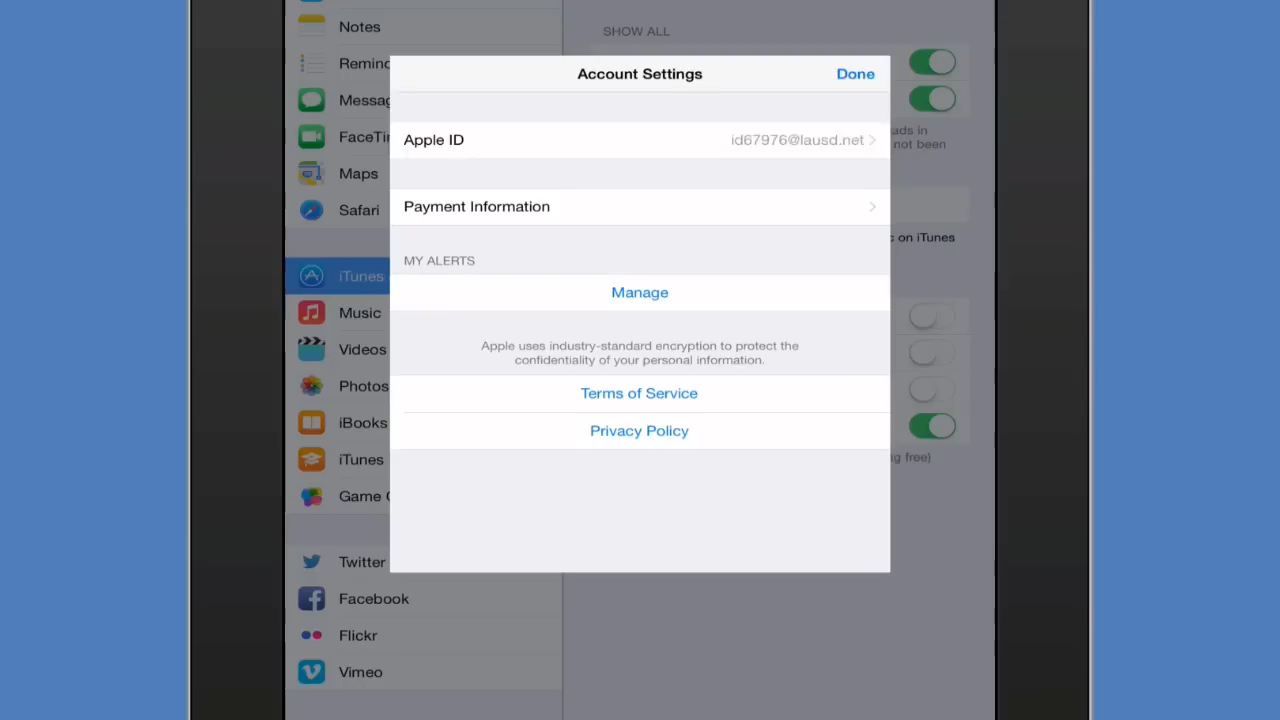 Notes
SHOW ALL
Remind
Messag
Account Settings
Done
FaceTi
Apple ID
id67976@lausd.net
ads in
not been
Maps
Safari
Payment Information
c on iTunes
MY ALERTS
iTunes
Manage
Music
Videos
Apple uses industry-standard encryption to protect the
confidentiality of your personal information.
Photos
Terms of Service
iBooks
Privacy Policy
iTunes
g free)
Game C
Twitter
Facebook
Flickr
Vimeo